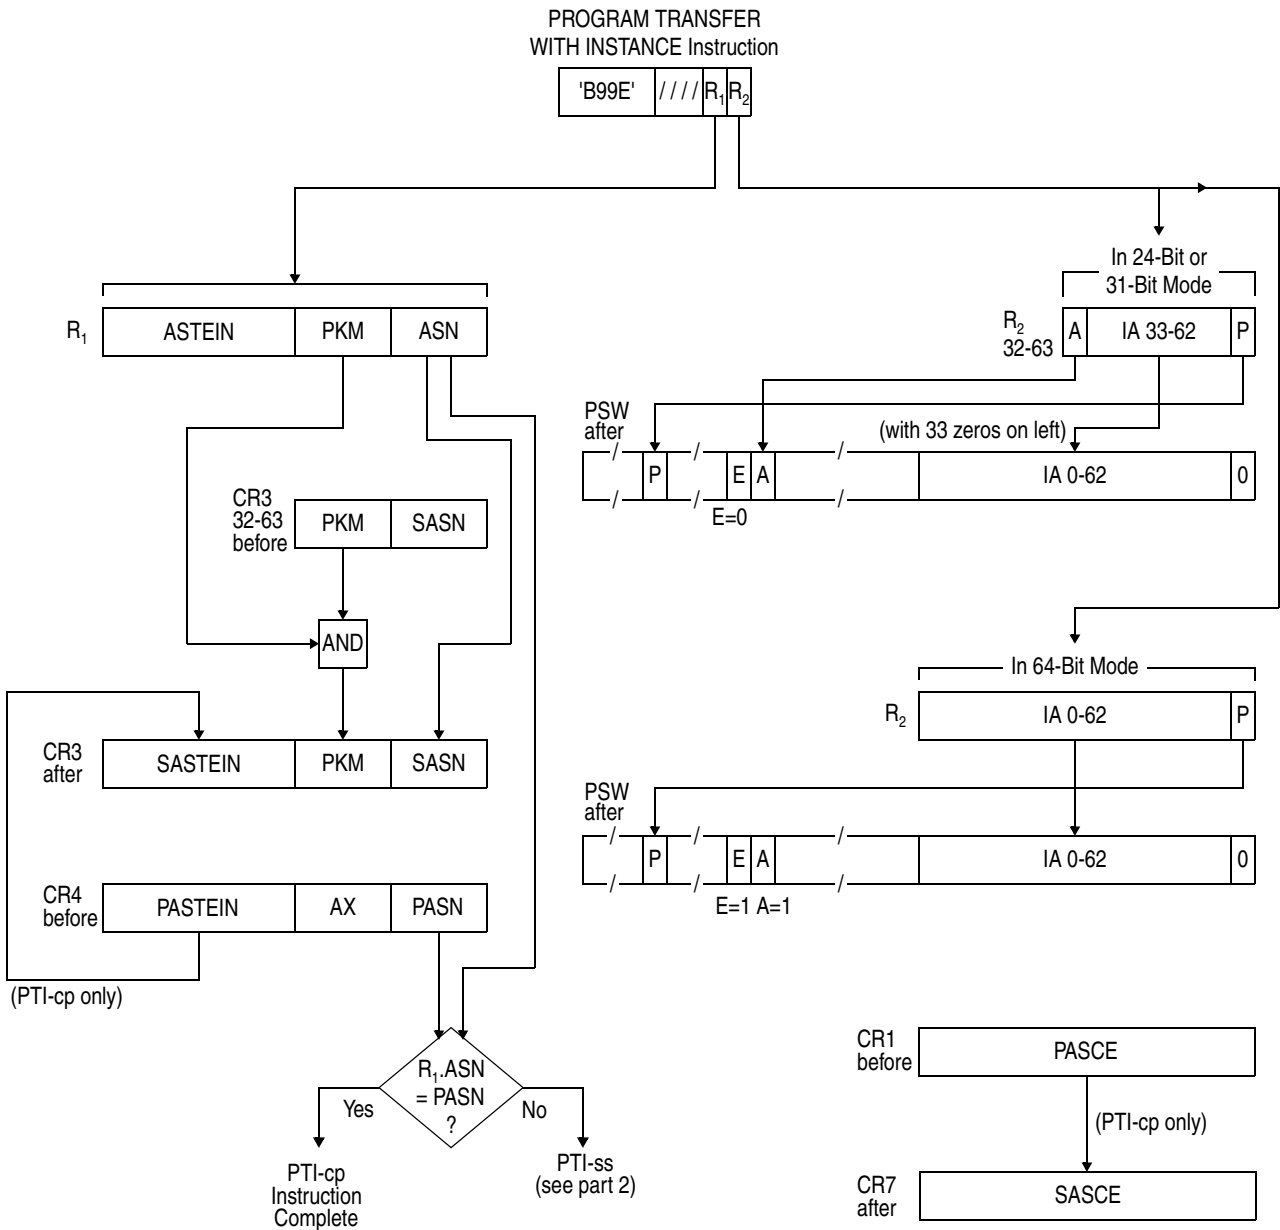 PROGRAM TRANSFER
WITH INSTANCE Instruction
'B99E' //// R₁ R₂
In 24-Bit or
31-Bit Mode
R₁ ASTEIN PKM ASN
R₂
32-63
A IA 33-62 P
PSW
after
(with 33 zeros on left)
/ / /
P E A IA 0-62 0
/ / /
E=0
CR3
32-63
before
PKM SASN
AND
In 64-Bit Mode
R₂ IA 0-62 P
CR3
after
SASTEIN PKM SASN
PSW
after
/ / /
P E A IA 0-62 0
/ / /
E=1 A=1
CR4
before
PASTEIN AX PASN
(PTI-cp only)
R₁.ASN
= PASN
?
Yes
No
PTI-cp
Instruction
Complete
PTI-ss
(see part 2)
CR1
before
PASCE
(PTI-cp only)
CR7
after
SASCE